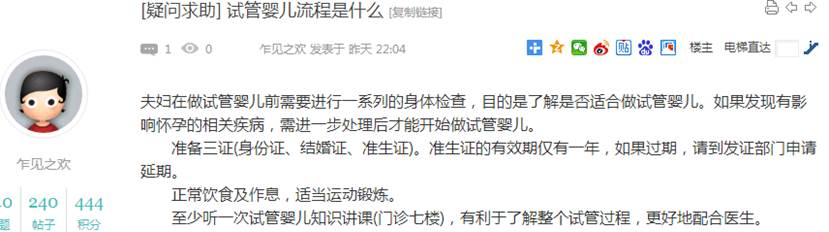 [疑问求助] 试管婴儿流程是什么 [复制链接]
1 0 乍见之欢 发表于 昨天 22:04 贴 楼主 电梯直达
夫妇在做试管婴儿前需要进行一系列的身体检查，目的是了解是否适合做试管婴儿。如果发现有影
响怀孕的相关疾病，需进一步处理后才能开始做试管婴儿。
准备三证(身份证、结婚证、准生证)。准生证的有效期仅有一年，如果过期，请到发证部门申请
延期。
正常饮食及作息，适当运动锻炼。
至少听一次试管婴儿知识讲课(门诊七楼)，有利于了解整个试管过程，更好地配合医生。
乍见之欢
240 444
帖子 积分